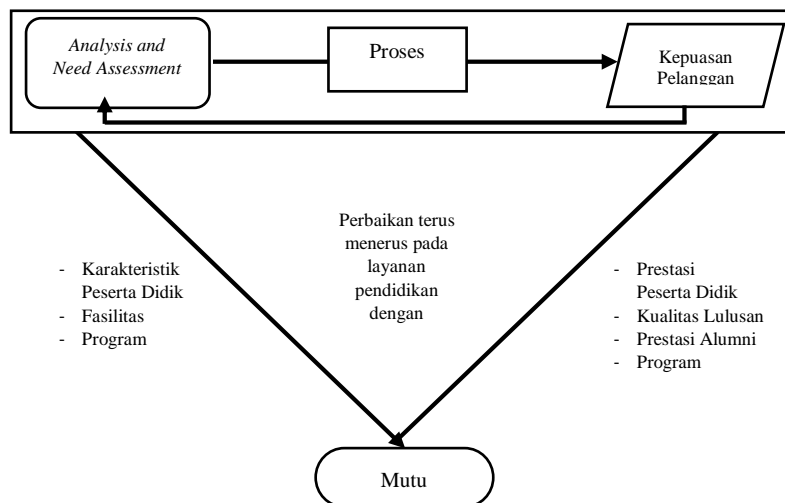 Analysis and
Need Assessment
Proses
Kepuasan
Pelanggan
Perbaikan terus
menerus pada
layanan
pendidikan
dengan
- Karakteristik
Peserta Didik
- Fasilitas
- Program
- Prestasi
Peserta Didik
- Kualitas Lulusan
- Prestasi Alumni
- Program
Mutu